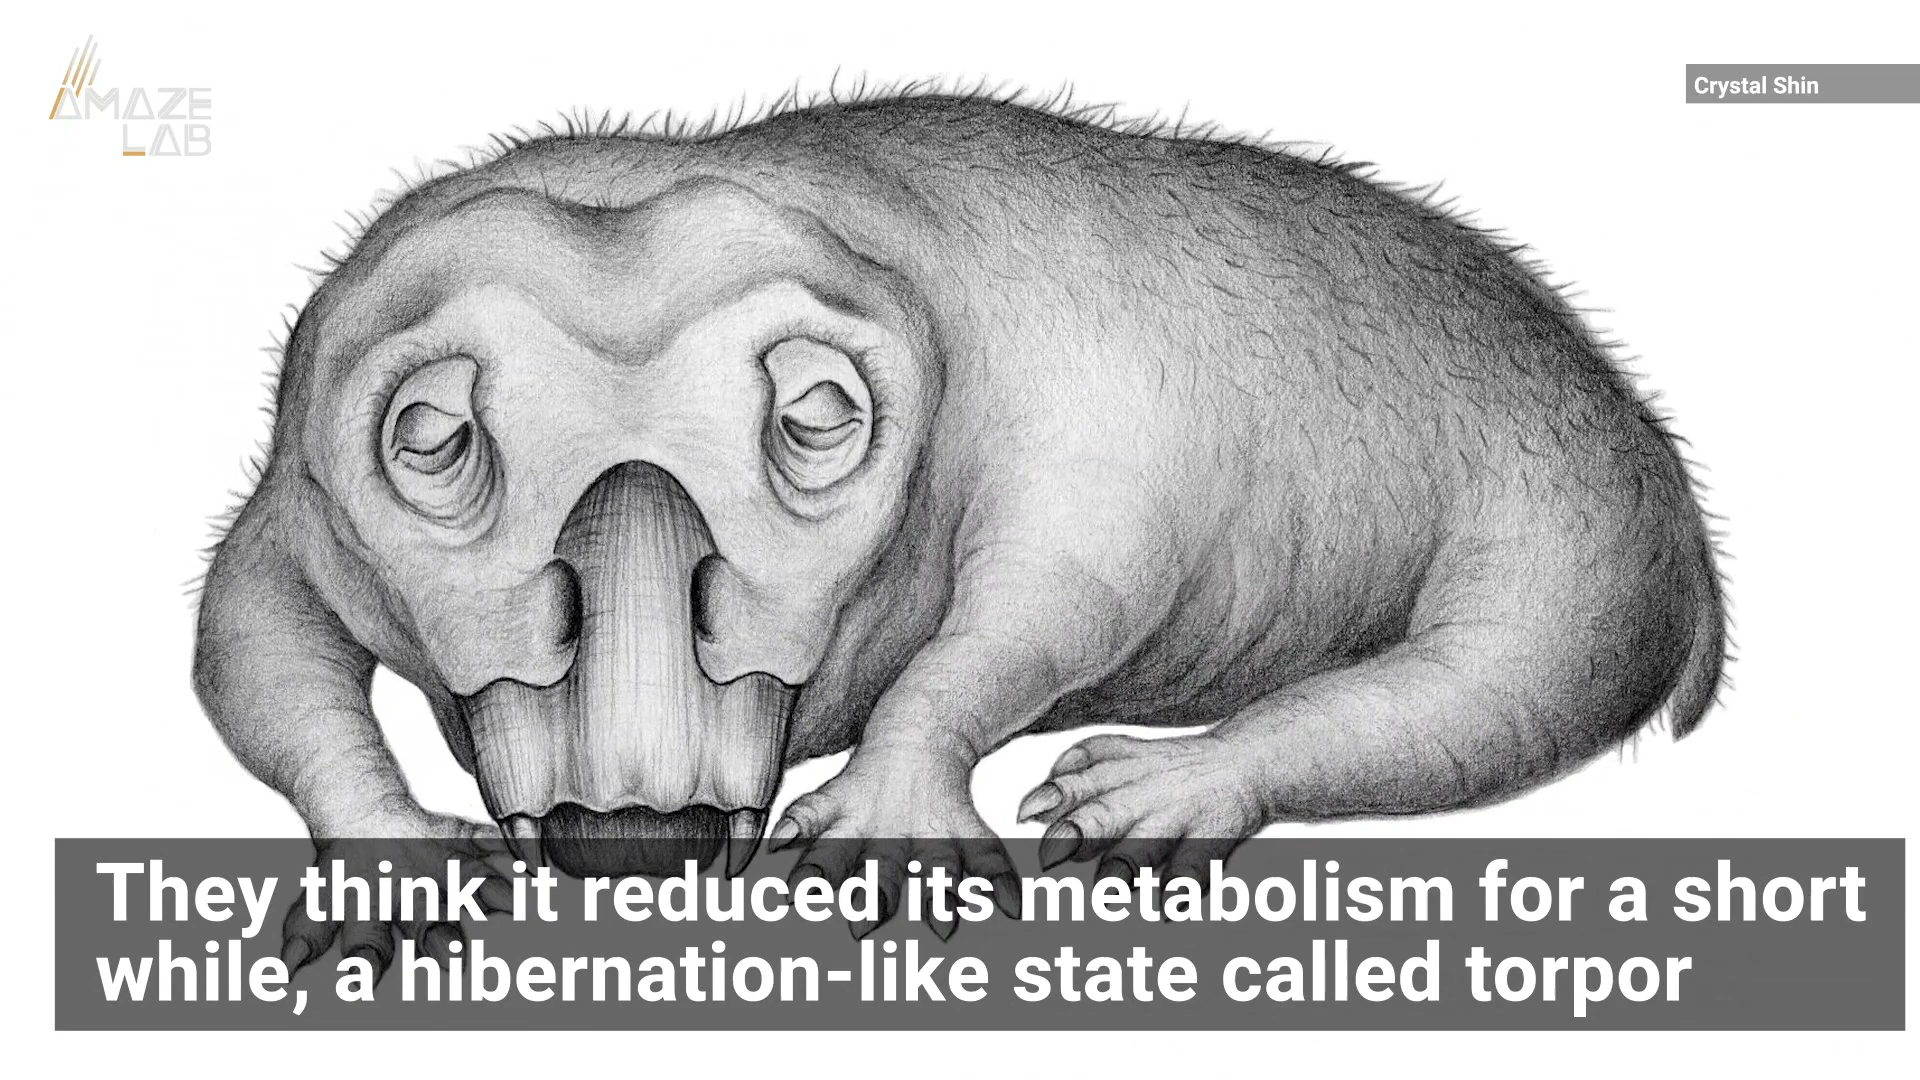 AMAZE
LAB
Crystal Shin
They think it reduced its metabolism for a short
while, a hibernation-like state called torpor